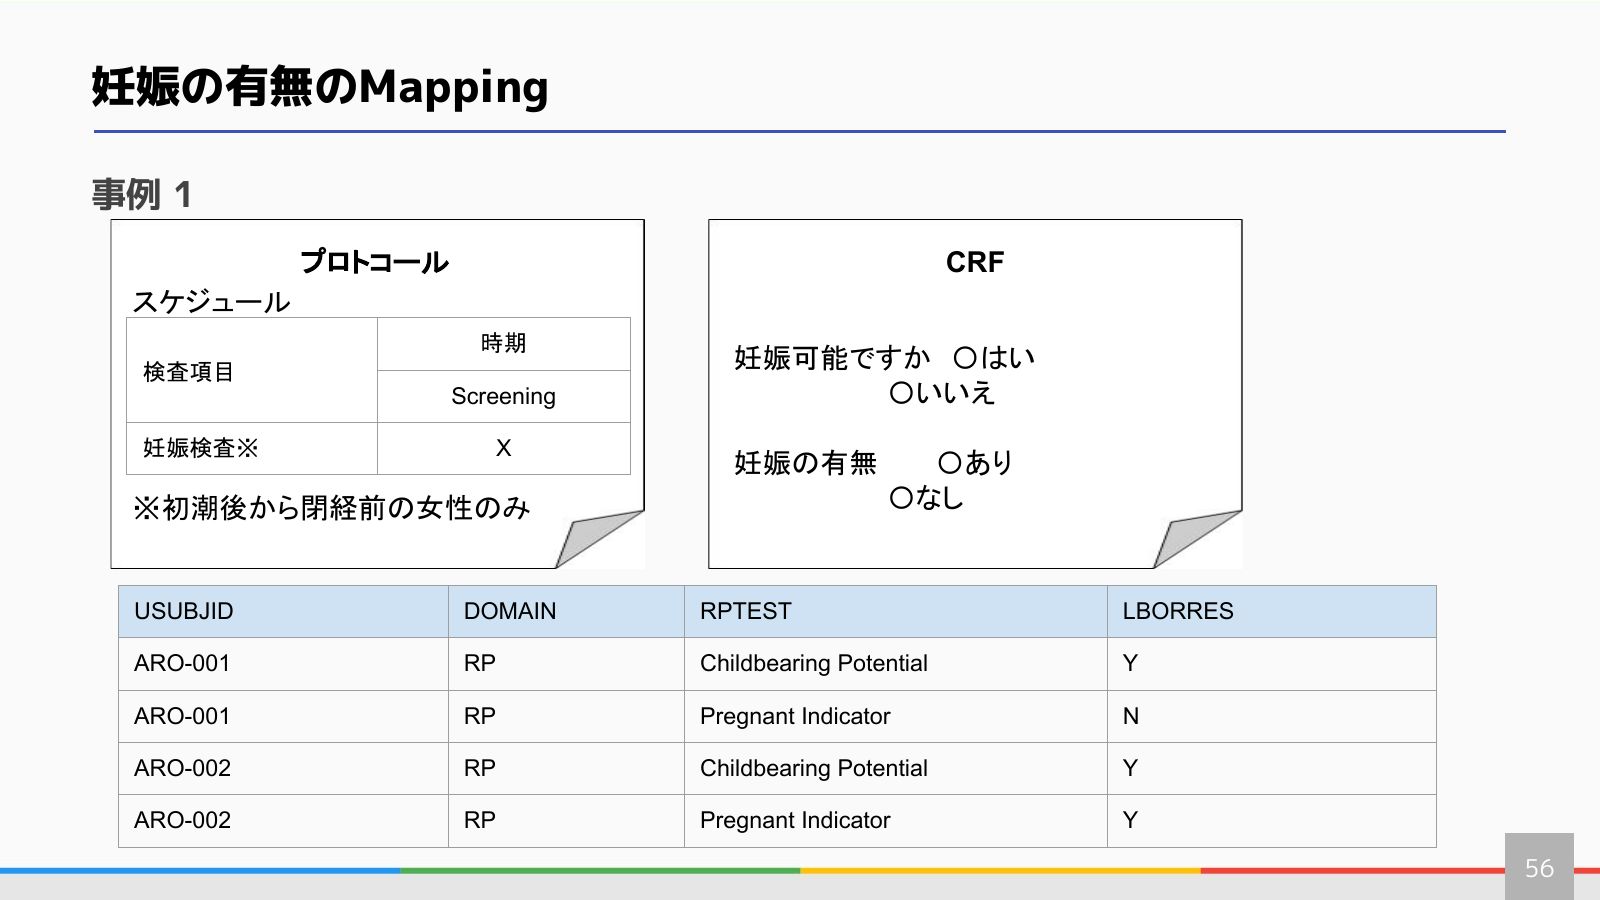 妊娠の有無のMapping
事例 1
プロトコール
スケジュール
検査項目
時期
Screening
妊娠検査※
X
※初潮後から閉経前の女性のみ
CRF
妊娠可能ですか 〇はい
〇いいえ
妊娠の有無 〇あり
〇なし
USUBJID DOMAIN RPTEST LBORRES
ARO-001 RP Childbearing Potential Y
ARO-001 RP Pregnant Indicator N
ARO-002 RP Childbearing Potential Y
ARO-002 RP Pregnant Indicator Y
56